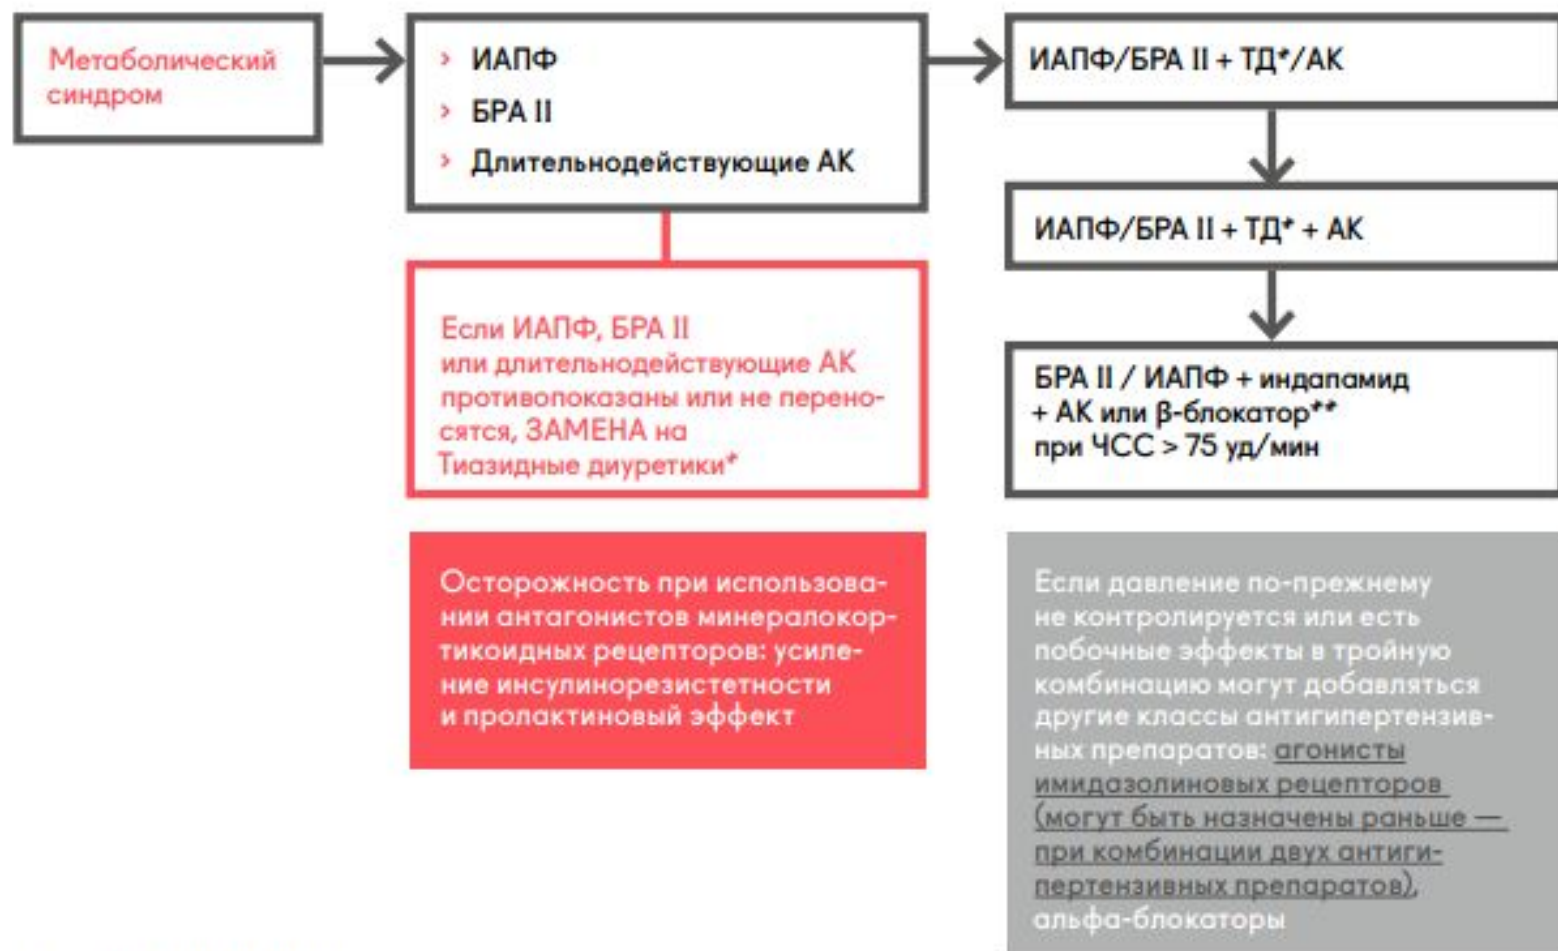 Метаболический
синдром
› ИАПФ
› БРА II
› Длительнодействующие АК
ИАПФ/БРА II + ТД*/АК
ИАПФ/БРА II + ТД* + АК
БРА II / ИАПФ + индапамид
+ АК или β-блокатор**
при ЧСС > 75 уд/мин
Если ИАПФ, БРА II
или длительнодействующие АК
противопоказаны или не перено-
сятся, ЗАМЕНА на
Тиазидные диуретики*
Осторожность при использова-
нии антагонистов минералокор-
тикоидных рецепторов: усиле-
ние инсулинорезистетности
и пролактиновый эффект
Если давление по-прежнему
не контролируется или есть
побочные эффекты в тройную
комбинацию могут добавляться
другие классы антигипертензив-
ных препаратов: агонисты
имидазолиновых рецепторов
(могут быть назначены раньше —
при комбинации двух антиги-
пертензивных препаратов),
альфа-блокаторы